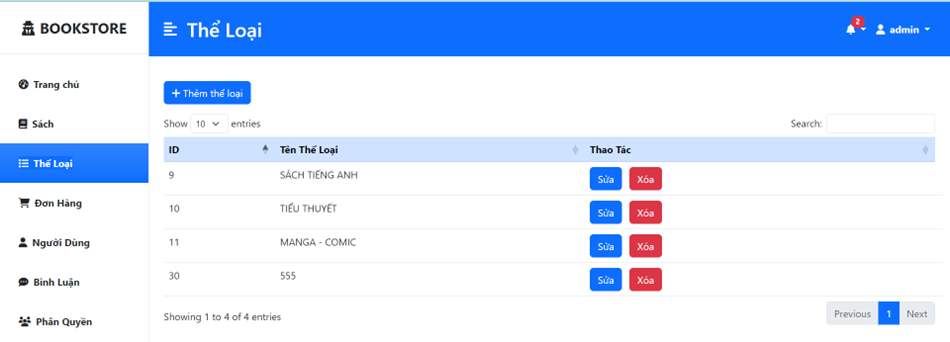 BOOKSTORE
Thể Loại
2
admin
Trang chủ
Sách
Thể Loại
Đơn Hàng
Người Dùng
Bình Luận
Phân Quyền
+ Thêm thể loại
Show 10 entries
Search:
ID Tên Thể Loại Thao Tác
9 SÁCH TIẾNG ANH Sửa Xóa
10 TIỂU THUYẾT Sửa Xóa
11 MANGA - COMIC Sửa Xóa
30 555 Sửa Xóa
Showing 1 to 4 of 4 entries
Previous 1 Next